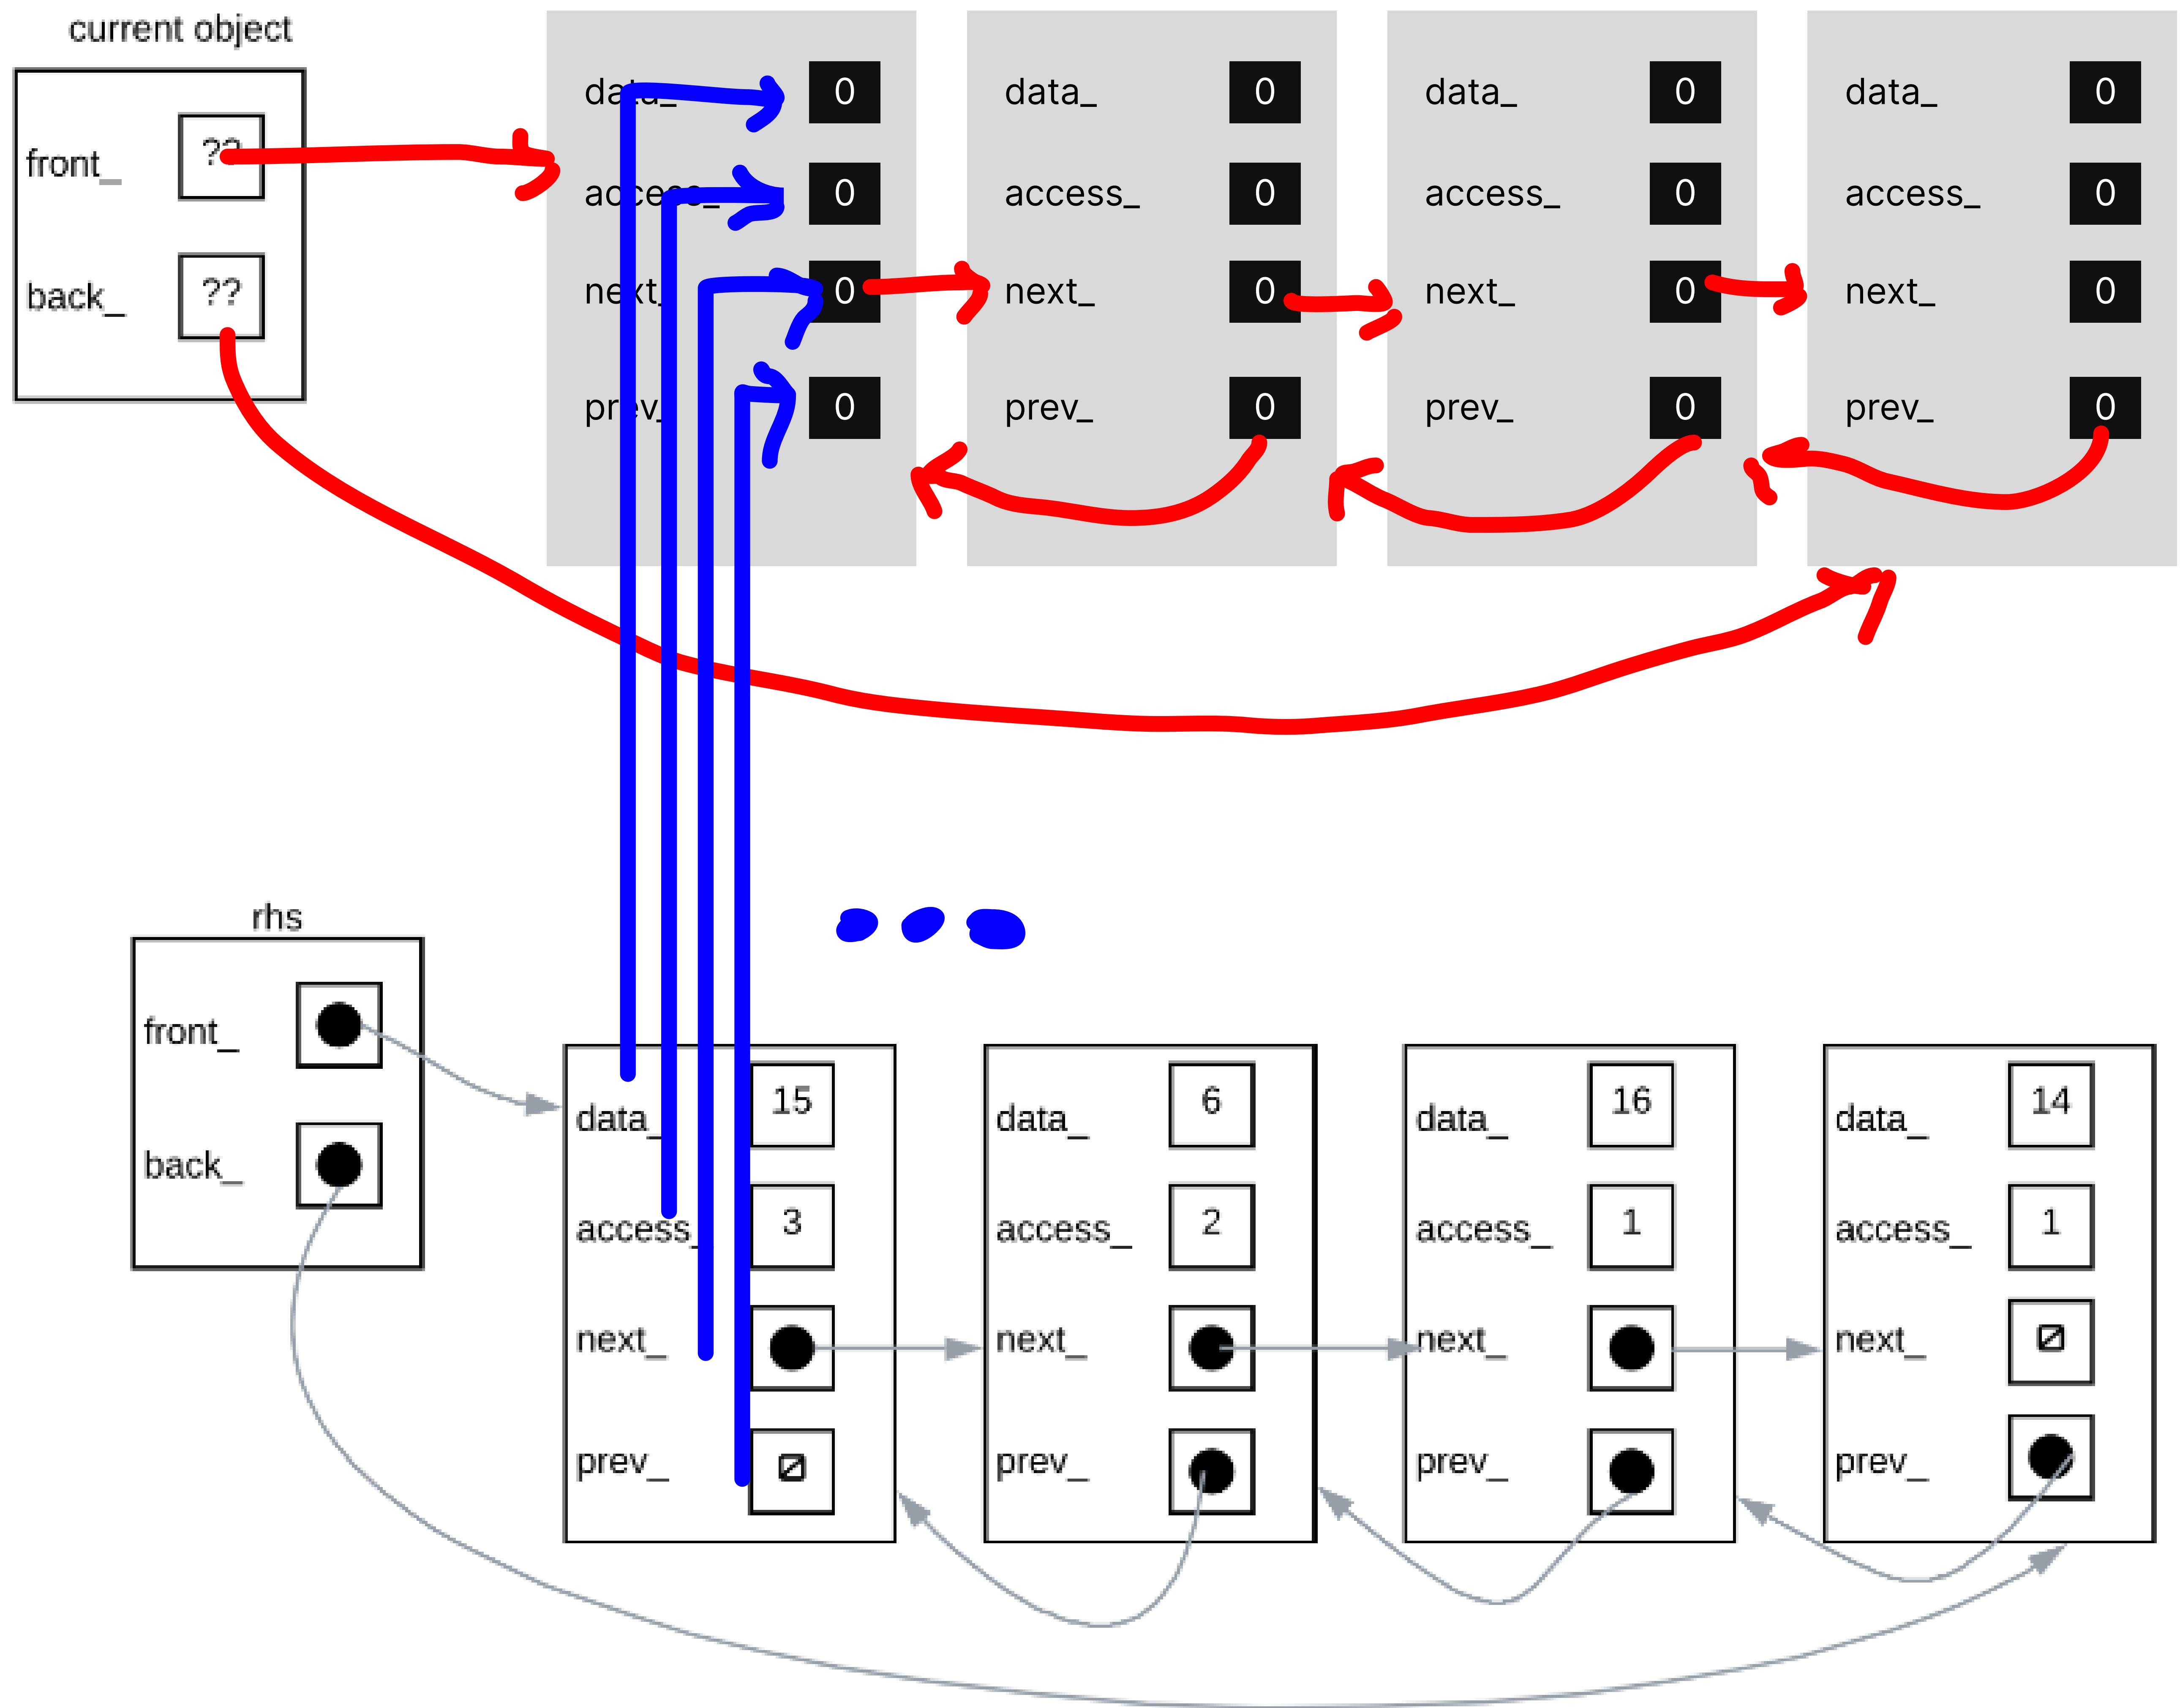 current object
front_ ??
back_ ??
data_ 0
access_ 0
next_ 0
prev_ 0
data_ 0
access_ 0
next_ 0
prev_ 0
data_ 0
access_ 0
next_ 0
prev_ 0
data_ 0
access_ 0
next_ 0
prev_ 0
rhs
front_
back_
data_ 15
access_ 3
next_
prev_ ∅
data_ 6
access_ 2
next_
prev_
data_ 16
access_ 1
next_
prev_
data_ 14
access_ 1
next_ ∅
prev_